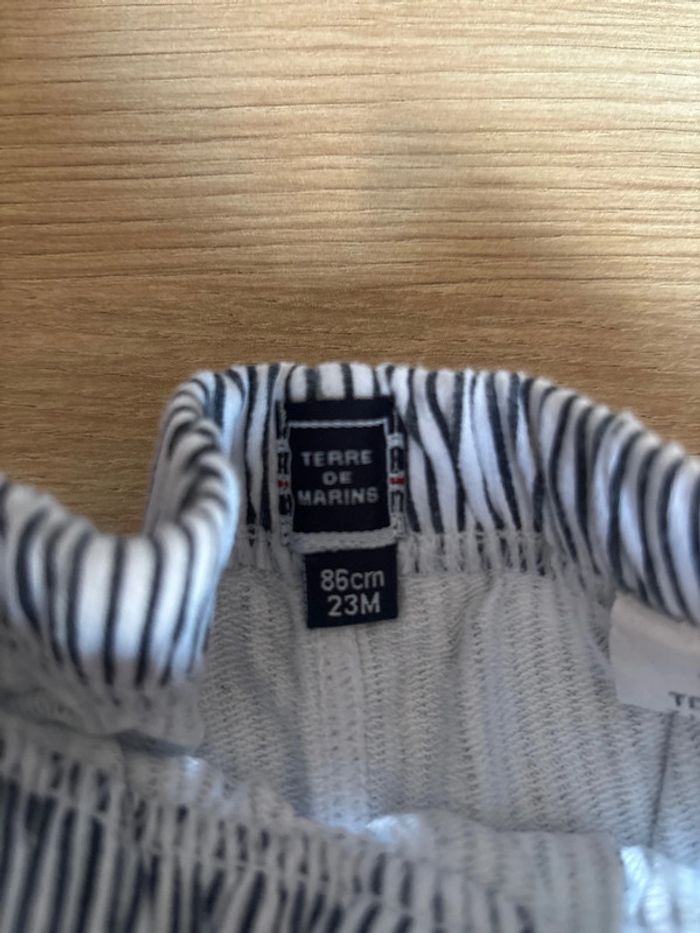 TERRE
DE
MARINS
86cm
23M